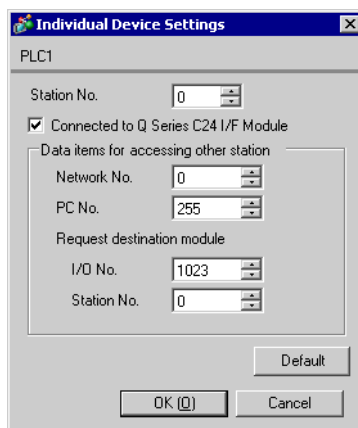 Individual Device Settings
PLC1
Station No. 0
Connected to Q Series C24 I/F Module
Data items for accessing other station
Network No. 0
PC No. 255
Request destination module
I/O No. 1023
Station No. 0
Default
OK (O) Cancel